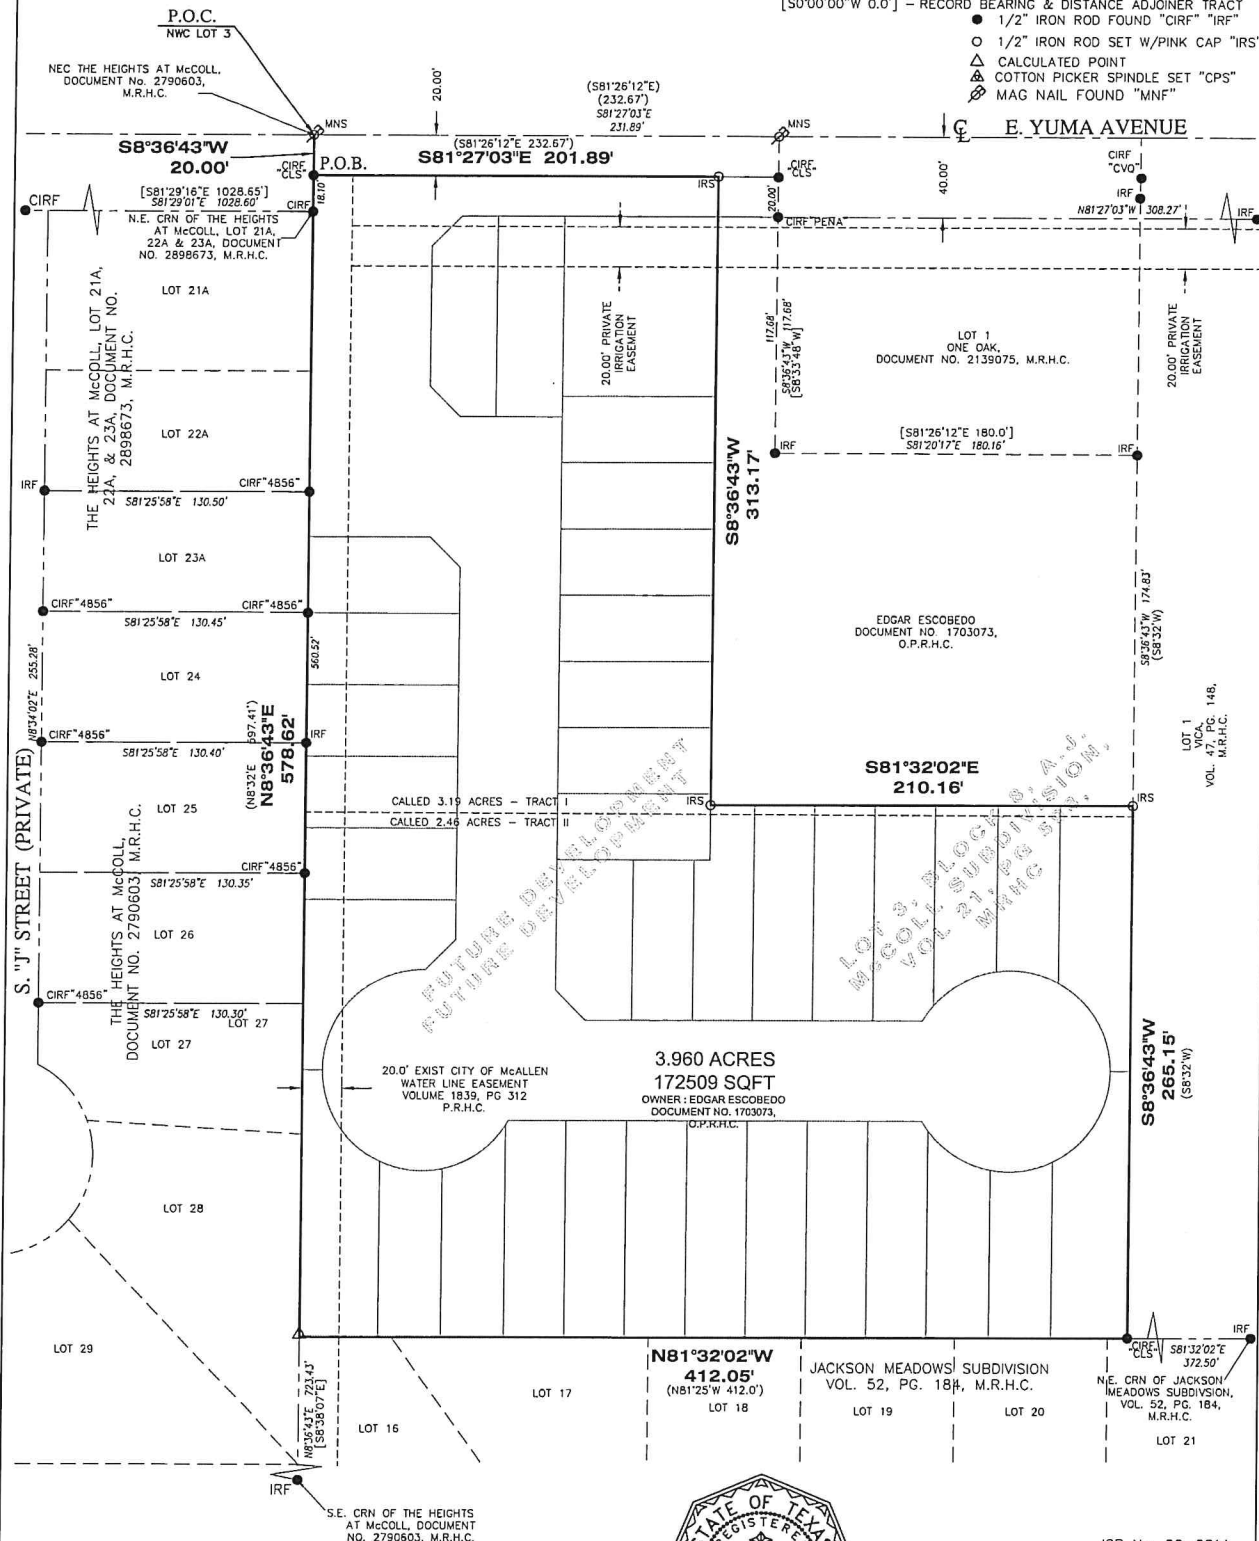 [S0°00'00"W 0.0'] – RECORD BEARING & DISTANCE ADJOINER TRACT
1/2" IRON ROD FOUND "CIRF" "IRF"
1/2" IRON ROD SET W/PINK CAP "IRS"
CALCULATED POINT
COTTON PICKER SPINDLE SET "CPS"
MAG NAIL FOUND "MNF"
P.O.C.
NWC LOT 3
NEC THE HEIGHTS AT McCOLL,
DOCUMENT No. 2790603,
M.R.H.C.
20.00'
(S81°26'12"E)
(232.67')
S81°27'03"E
231.89'
MNS
MNS
℄ E. YUMA AVENUE
S8°36'43"W
20.00'
(S81°26'12"E 232.67')
S81°27'03"E 201.89'
CIRF
"CLS"
P.O.B.
18.10'
IRS
CIRF
"CLS"
20.00'
40.00'
CIRF
"CVQ"
IRF
N81°27'03"W 308.27'
IRF
CIRF
[S81°29'16"E 1028.65']
S81°29'01"E 1028.60'
CIRF
CIRF"PENA"
N.E. CRN OF THE HEIGHTS
AT McCOLL, LOT 21A,
22A & 23A, DOCUMENT
NO. 2898673, M.R.H.C.
LOT 21A
THE HEIGHTS AT McCOLL, LOT 21A,
22A, & 23A, DOCUMENT NO.
2898673, M.R.H.C.
20.00' PRIVATE
IRRIGATION
EASEMENT
117.68'
S8°36'43"W 117.68'
[S8°33'48"W]
LOT 1
ONE OAK,
DOCUMENT NO. 2139075, M.R.H.C.
20.00' PRIVATE
IRRIGATION
EASEMENT
LOT 22A
[S81°26'12"E 180.0']
S81°20'17"E 180.16'
IRF
IRF
S8°36'43"W
313.17'
IRF
CIRF"4856"
S81°25'58"E 130.50'
LOT 23A
CIRF"4856"
CIRF"4856"
S81°25'58"E 130.45'
S8°36'43"W 174.83'
(S8°32'W)
EDGAR ESCOBEDO
DOCUMENT NO. 1703073,
O.P.R.H.C.
560.52'
N8°34'02"E 255.28'
LOT 24
LOT 1
VICA,
VOL. 47, PG. 148,
M.R.H.C.
(N8°32'E 597.41')
N8°36'43"E
578.62'
CIRF"4856"
IRF
S81°25'58"E 130.40'
S81°32'02"E
210.16'
S. "J" STREET (PRIVATE)
LOT 25
CALLED 3.19 ACRES – TRACT I
CALLED 2.46 ACRES – TRACT II
IRS
IRS
THE HEIGHTS AT McCOLL,
DOCUMENT NO. 2790603, M.R.H.C.
CIRF"4856"
S81°25'58"E 130.35'
FUTURE DEVELOPMENT
FUTURE DEVELOPMENT
LOT 3, BLOCK 8, A.J.
McCOLL SUBDIVISION,
VOL. 21, PG
MRHC
LOT 26
CIRF"4856"
S81°25'58"E 130.30'
LOT 27
LOT 27
S8°36'43"W
265.15'
(S8°32'W)
20.0' EXIST CITY OF McALLEN
WATER LINE EASEMENT
VOLUME 1839, PG 312
P.R.H.C.
3.960 ACRES
172509 SQFT
OWNER : EDGAR ESCOBEDO
DOCUMENT NO. 1703073,
O.P.R.H.C.
LOT 28
LOT 29
N81°32'02"W
412.05'
(N81°25'W 412.0')
JACKSON MEADOWS SUBDIVISION
VOL. 52, PG. 184, M.R.H.C.
CIRF
"CLS"
S81°32'02"E
372.50'
IRF
N.E. CRN OF JACKSON
MEADOWS SUBDIVSION,
VOL. 52, PG. 184,
M.R.H.C.
N8°36'43"E 223.43'
[S8°38'07"E]
LOT 16
LOT 17
LOT 18
LOT 19
LOT 20
LOT 21
IRF
S.E. CRN OF THE HEIGHTS
AT McCOLL, DOCUMENT
NO. 2790603, M.R.H.C.
STATE OF TEXAS